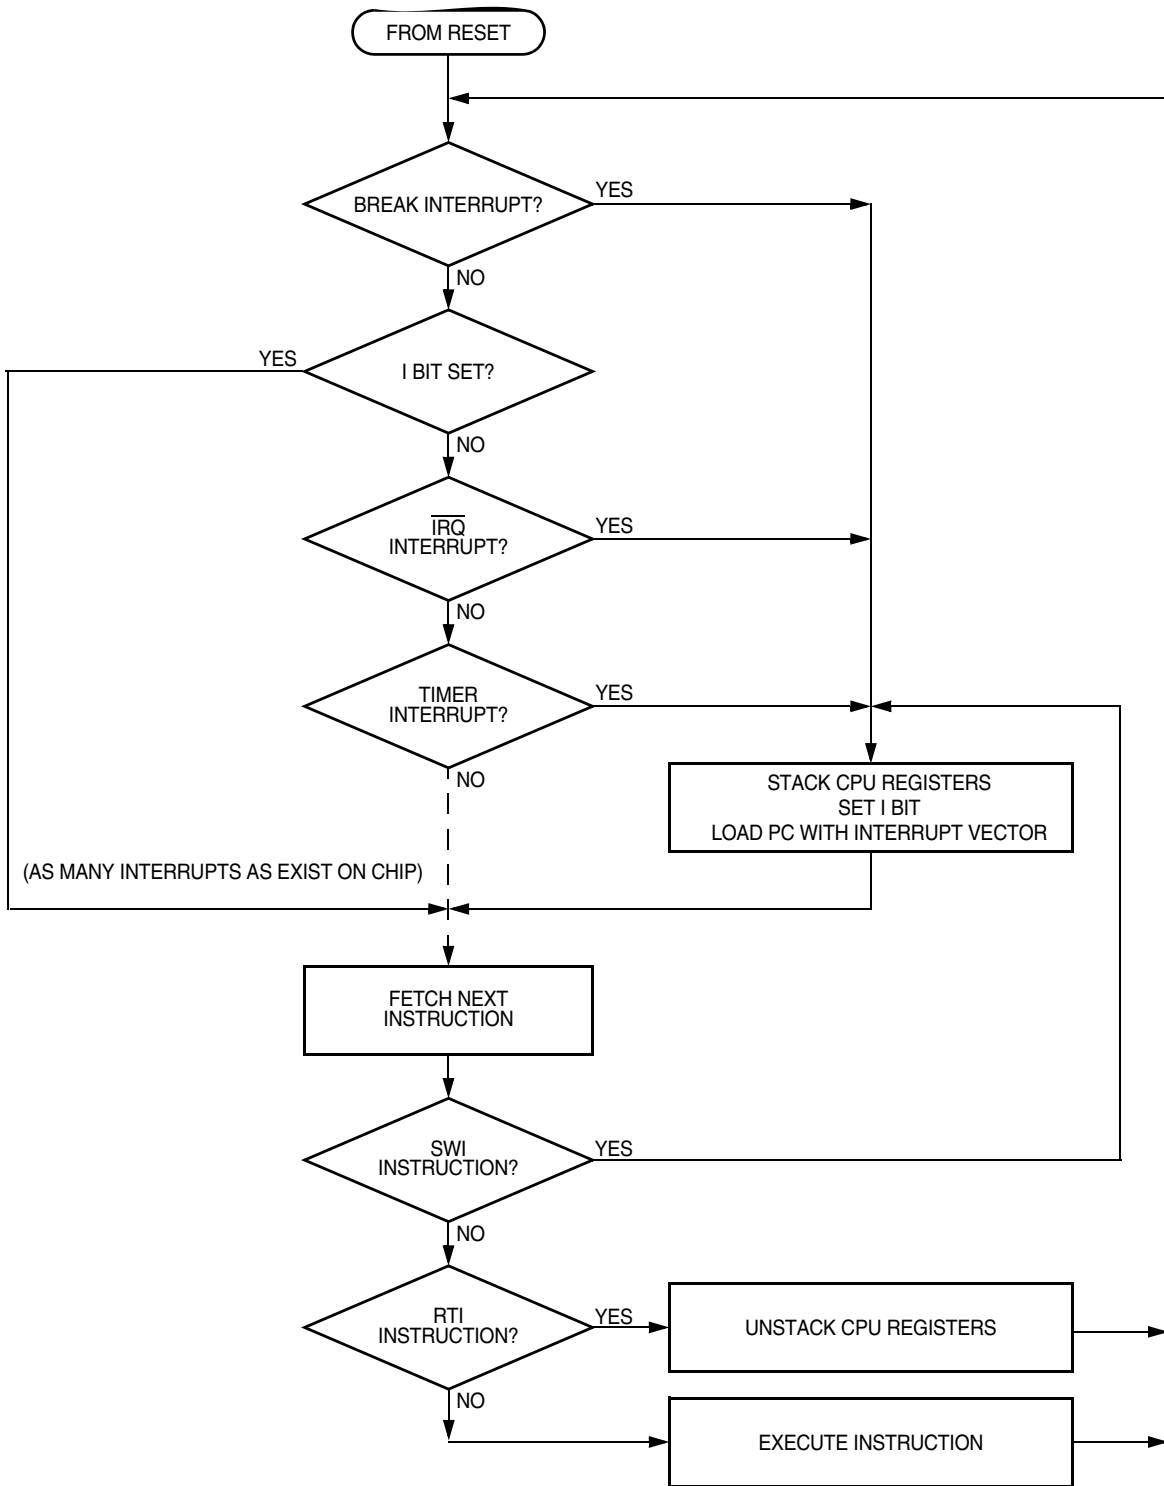 FROM RESET
BREAK INTERRUPT?
YES
NO
I BIT SET?
YES
NO
IRQ
INTERRUPT?
YES
NO
TIMER
INTERRUPT?
YES
NO
STACK CPU REGISTERS
SET I BIT
LOAD PC WITH INTERRUPT VECTOR
(AS MANY INTERRUPTS AS EXIST ON CHIP)
FETCH NEXT
INSTRUCTION
SWI
INSTRUCTION?
YES
NO
RTI
INSTRUCTION?
YES
UNSTACK CPU REGISTERS
NO
EXECUTE INSTRUCTION